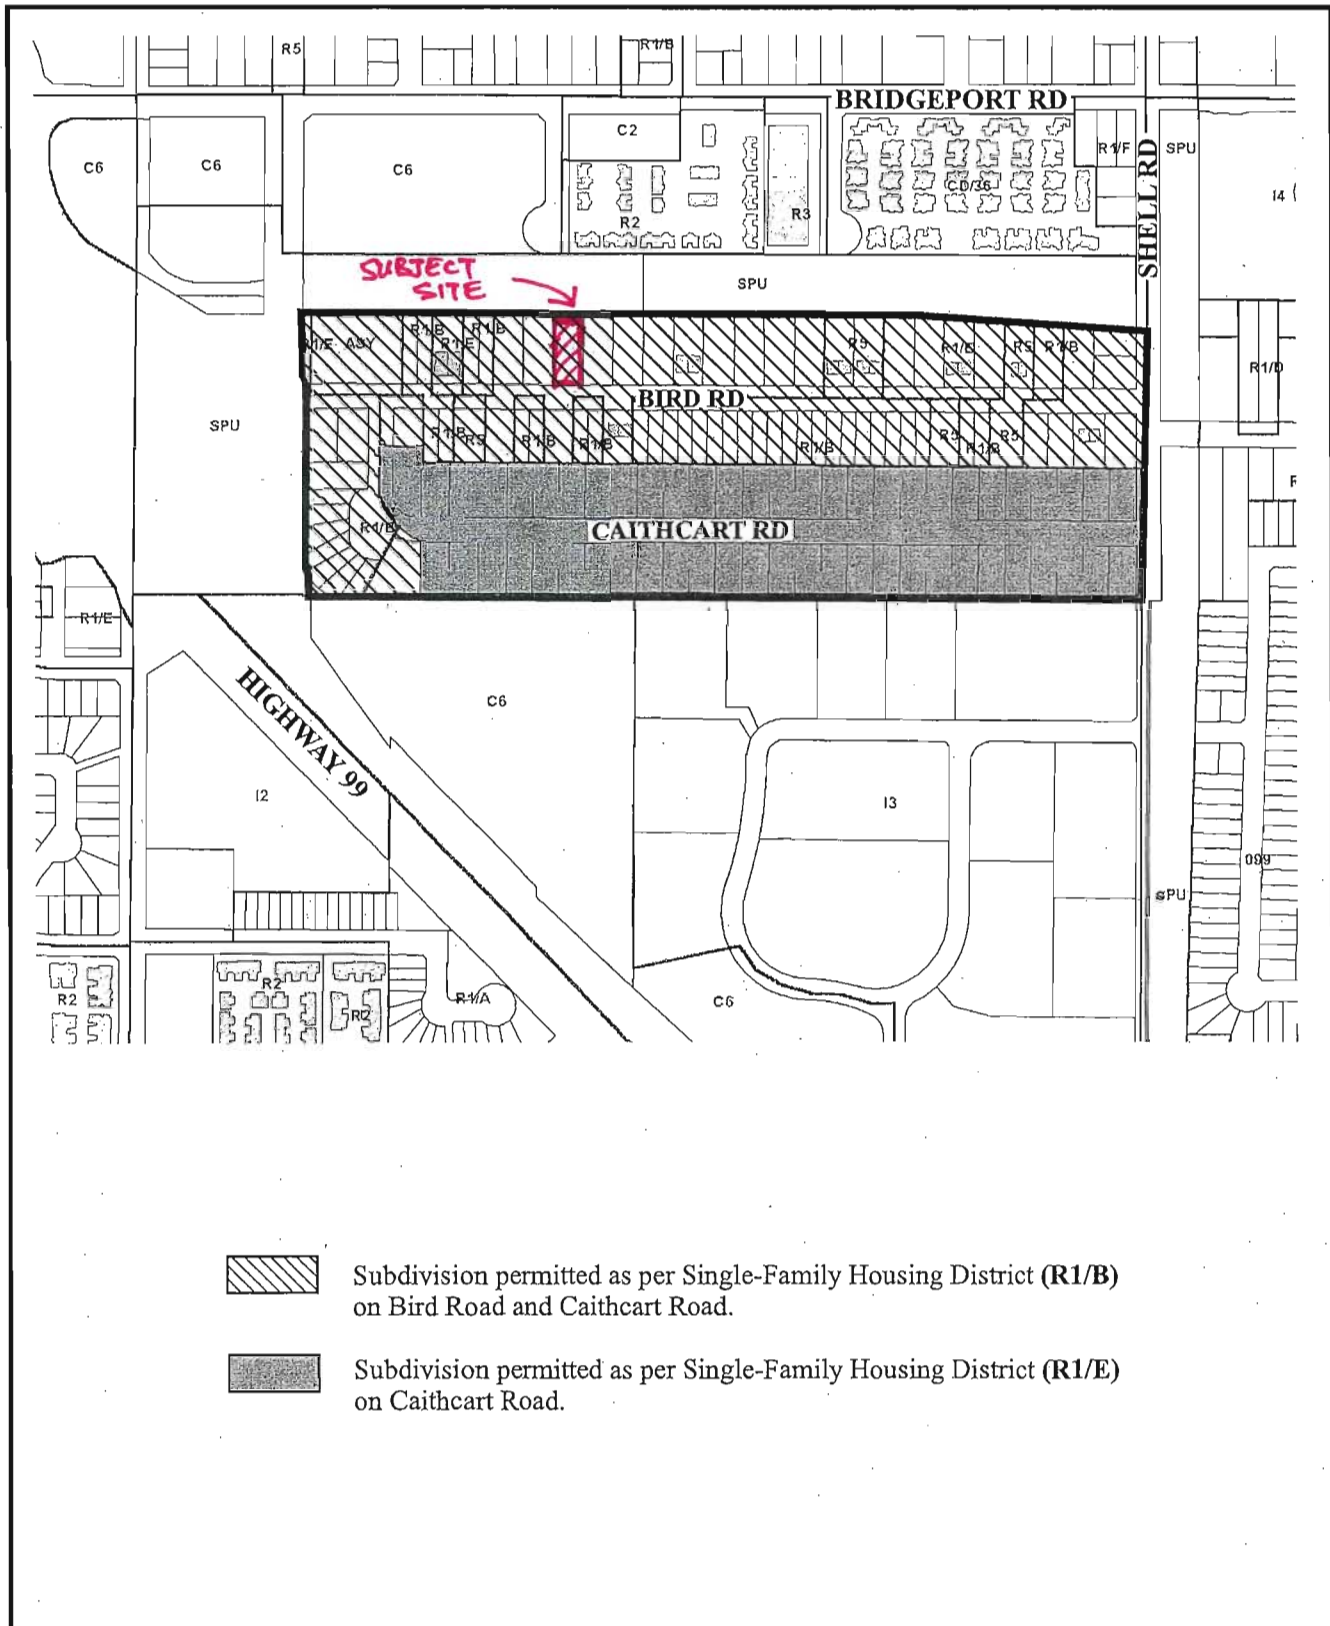 R5
R1/B
BRIDGEPORT RD
C6
C6
C6
C2
R2
R3
CD/36
R1/F
SPU
SHELL RD
I4
SUBJECT
SITE
SPU
ASY
R1/B
R1/B
R1/E
R5
R1/E
R5
R1/B
R1/D
BIRD RD
SPU
R1/B
R5
R1/B
R1/B
R1/B
R5
R1/B
R5
R1/B
CAITHCART RD
R1/E
HIGHWAY 99
C6
I2
I3
099
SPU
R2
R2
R2
R1/A
C6
Subdivision permitted as per Single-Family Housing District (R1/B)
on Bird Road and Caithcart Road.
Subdivision permitted as per Single-Family Housing District (R1/E)
on Caithcart Road.